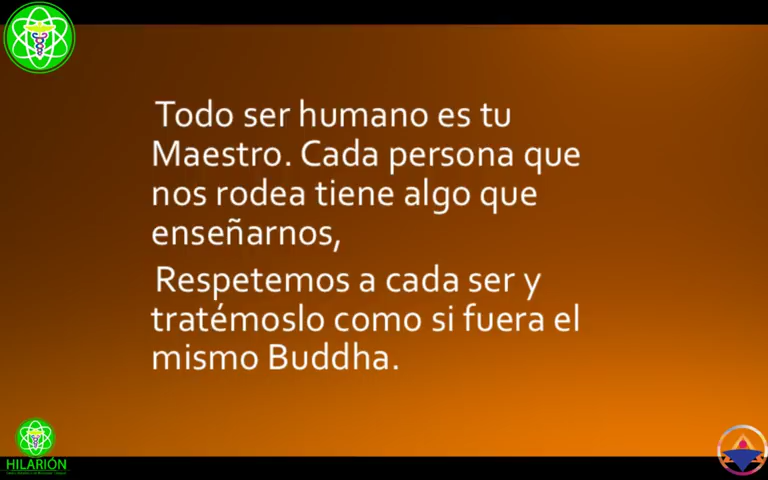 Todo ser humano es tu
Maestro. Cada persona que
nos rodea tiene algo que
enseñarnos,
Respetemos a cada ser y
tratémoslo como si fuera el
mismo Buddha.
HILARIÓN